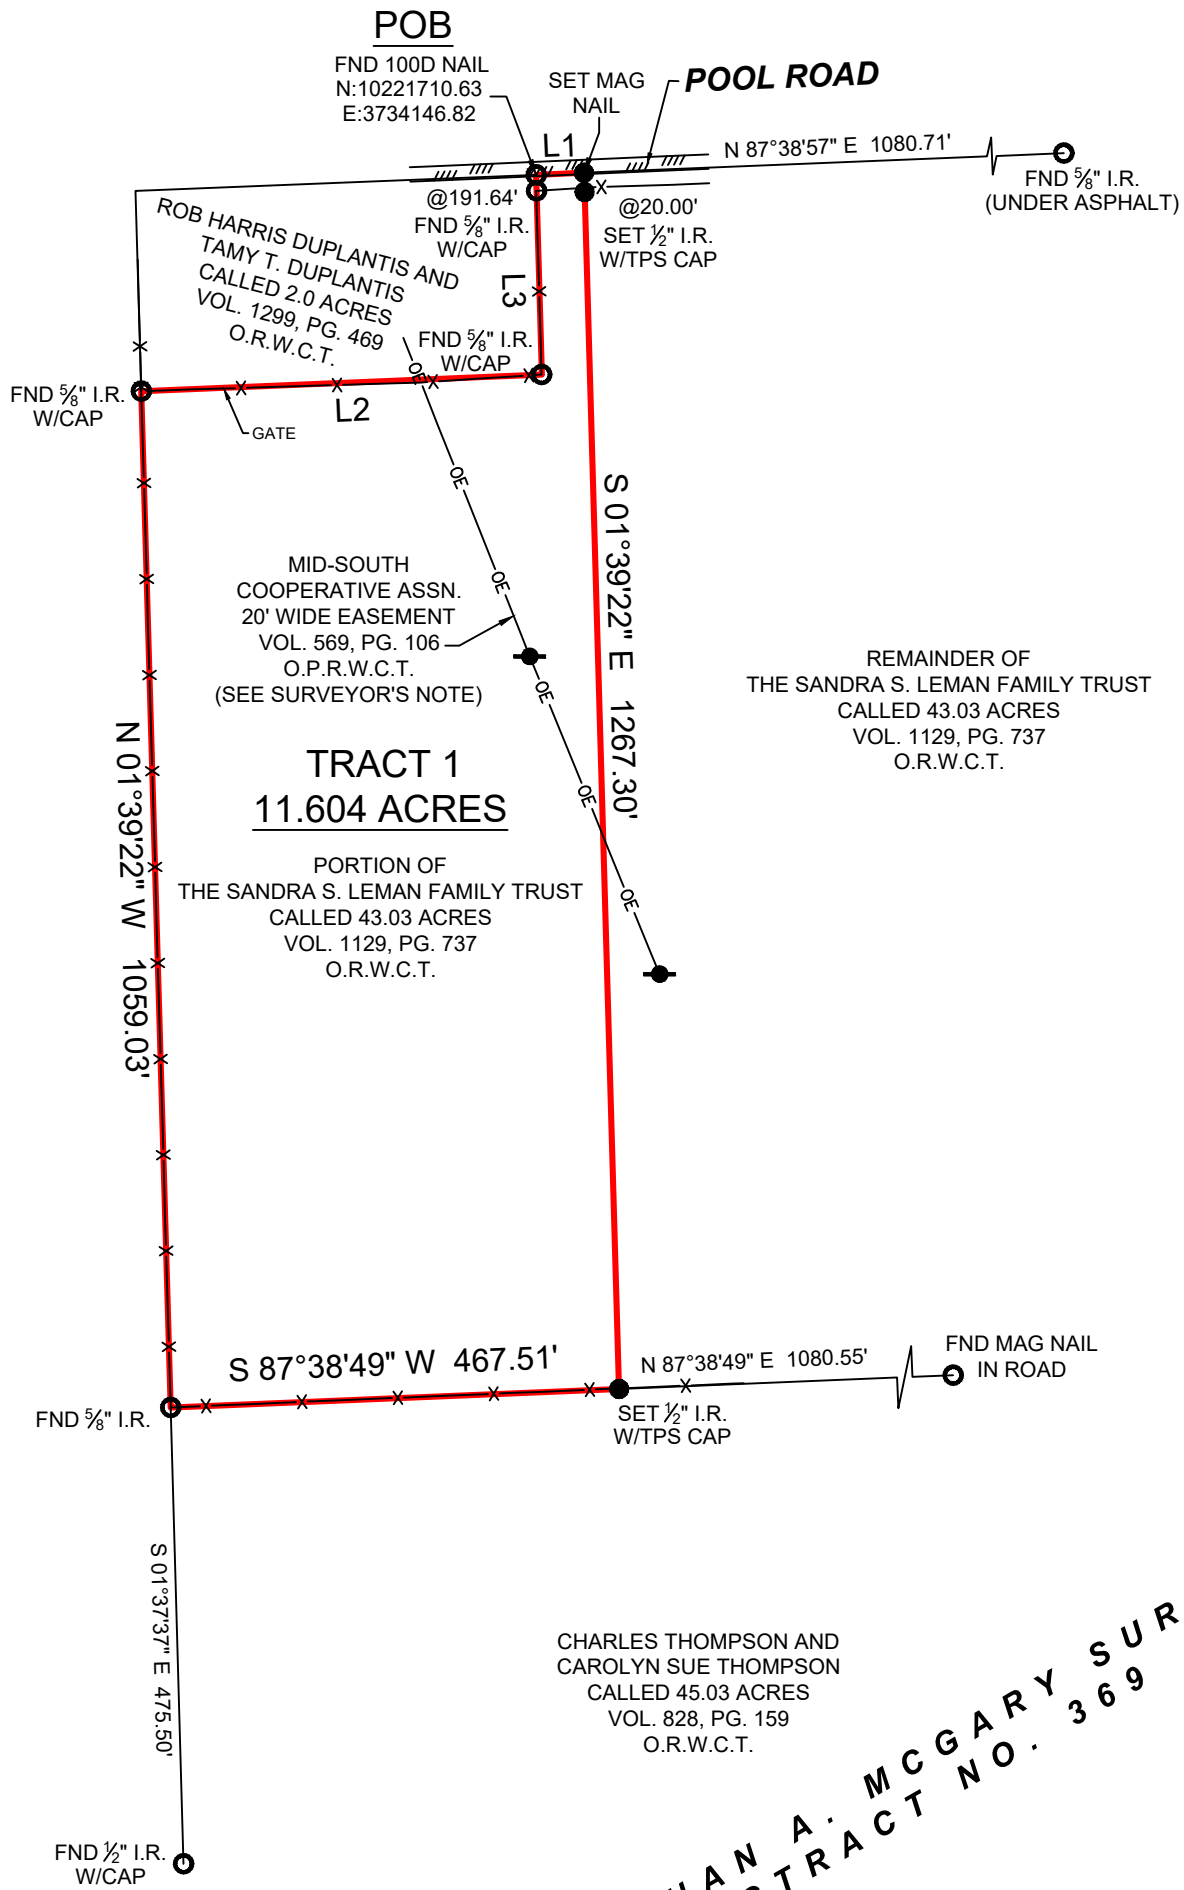 POB
FND 100D NAIL
N:10221710.63
E:3734146.82
SET MAG
NAIL
POOL ROAD
L1
N 87°38'57" E 1080.71'
FND ⅝" I.R.
(UNDER ASPHALT)
@191.64'
FND ⅝" I.R.
W/CAP
@20.00'
SET ½" I.R.
W/TPS CAP
ROB HARRIS DUPLANTIS AND
TAMY T. DUPLANTIS
CALLED 2.0 ACRES
VOL. 1299, PG. 469
O.R.W.C.T.
L3
FND ⅝" I.R.
W/CAP
FND ⅝" I.R.
W/CAP
L2
GATE
OE
OE
OE
OE
OE
OE
S 01°39'22" E 1267.30'
MID-SOUTH
COOPERATIVE ASSN.
20' WIDE EASEMENT
VOL. 569, PG. 106
O.P.R.W.C.T.
(SEE SURVEYOR'S NOTE)
REMAINDER OF
THE SANDRA S. LEMAN FAMILY TRUST
CALLED 43.03 ACRES
VOL. 1129, PG. 737
O.R.W.C.T.
N 01°39'22" W 1059.03'
TRACT 1
11.604 ACRES
PORTION OF
THE SANDRA S. LEMAN FAMILY TRUST
CALLED 43.03 ACRES
VOL. 1129, PG. 737
O.R.W.C.T.
S 87°38'49" W 467.51'
N 87°38'49" E 1080.55'
FND MAG NAIL
IN ROAD
FND ⅝" I.R.
SET ½" I.R.
W/TPS CAP
S 01°37'37" E 475.50'
CHARLES THOMPSON AND
CAROLYN SUE THOMPSON
CALLED 45.03 ACRES
VOL. 828, PG. 159
O.R.W.C.T.
A. MCGARY SUR
TRACT NO. 369
FND ½" I.R.
W/CAP